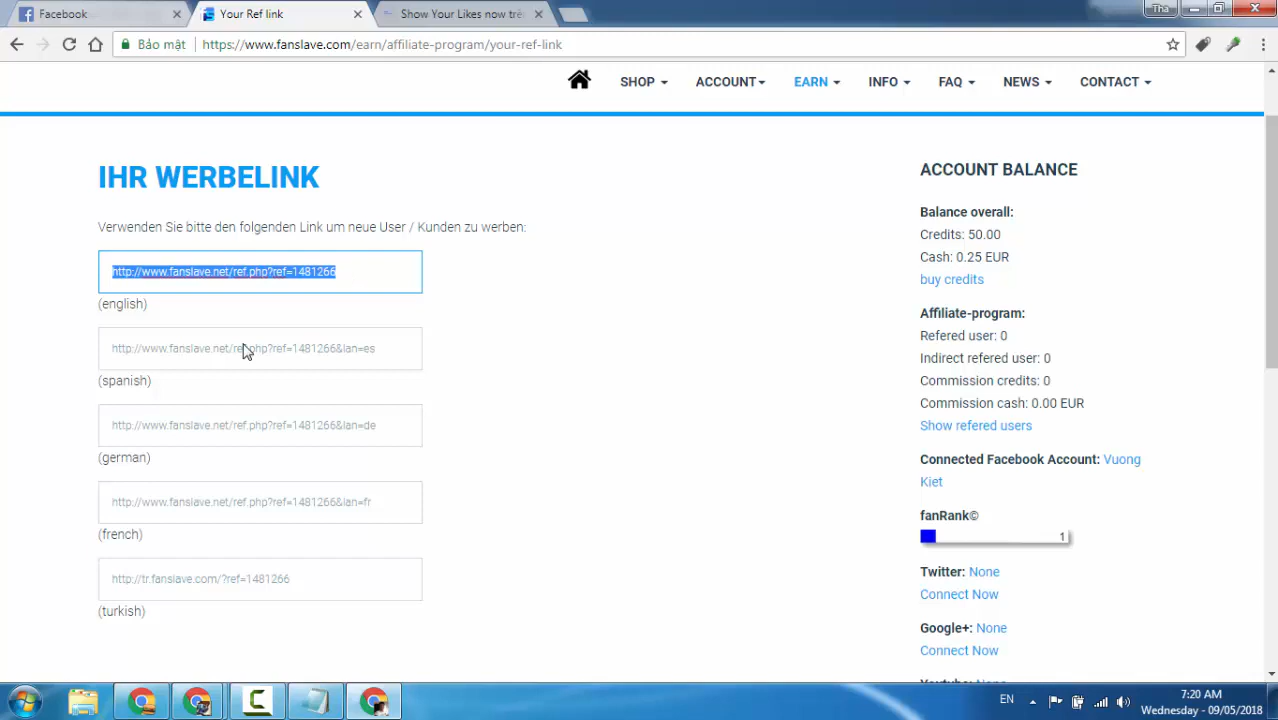 Facebook
Your Ref link
Show Your Likes now trê
Tha
Bảo mật
https://www.fanslave.com/earn/affiliate-program/your-ref-link
SHOP
ACCOUNT
EARN
INFO
FAQ
NEWS
CONTACT
IHR WERBELINK
Verwenden Sie bitte den folgenden Link um neue User / Kunden zu werben:
http://www.fanslave.net/ref.php?ref=1481266
(english)
http://www.fanslave.net/ref.php?ref=1481266&lan=es
(spanish)
http://www.fanslave.net/ref.php?ref=1481266&lan=de
(german)
http://www.fanslave.net/ref.php?ref=1481266&lan=fr
(french)
http://tr.fanslave.com/?ref=1481266
(turkish)
ACCOUNT BALANCE
Balance overall:
Credits: 50.00
Cash: 0.25 EUR
buy credits
Affiliate-program:
Refered user: 0
Indirect refered user: 0
Commission credits: 0
Commission cash: 0.00 EUR
Show refered users
Connected Facebook Account: Vuong
Kiet
fanRank©
1
Twitter: None
Connect Now
Google+: None
Connect Now
EN
7:20 AM
Wednesday - 09/05/2018